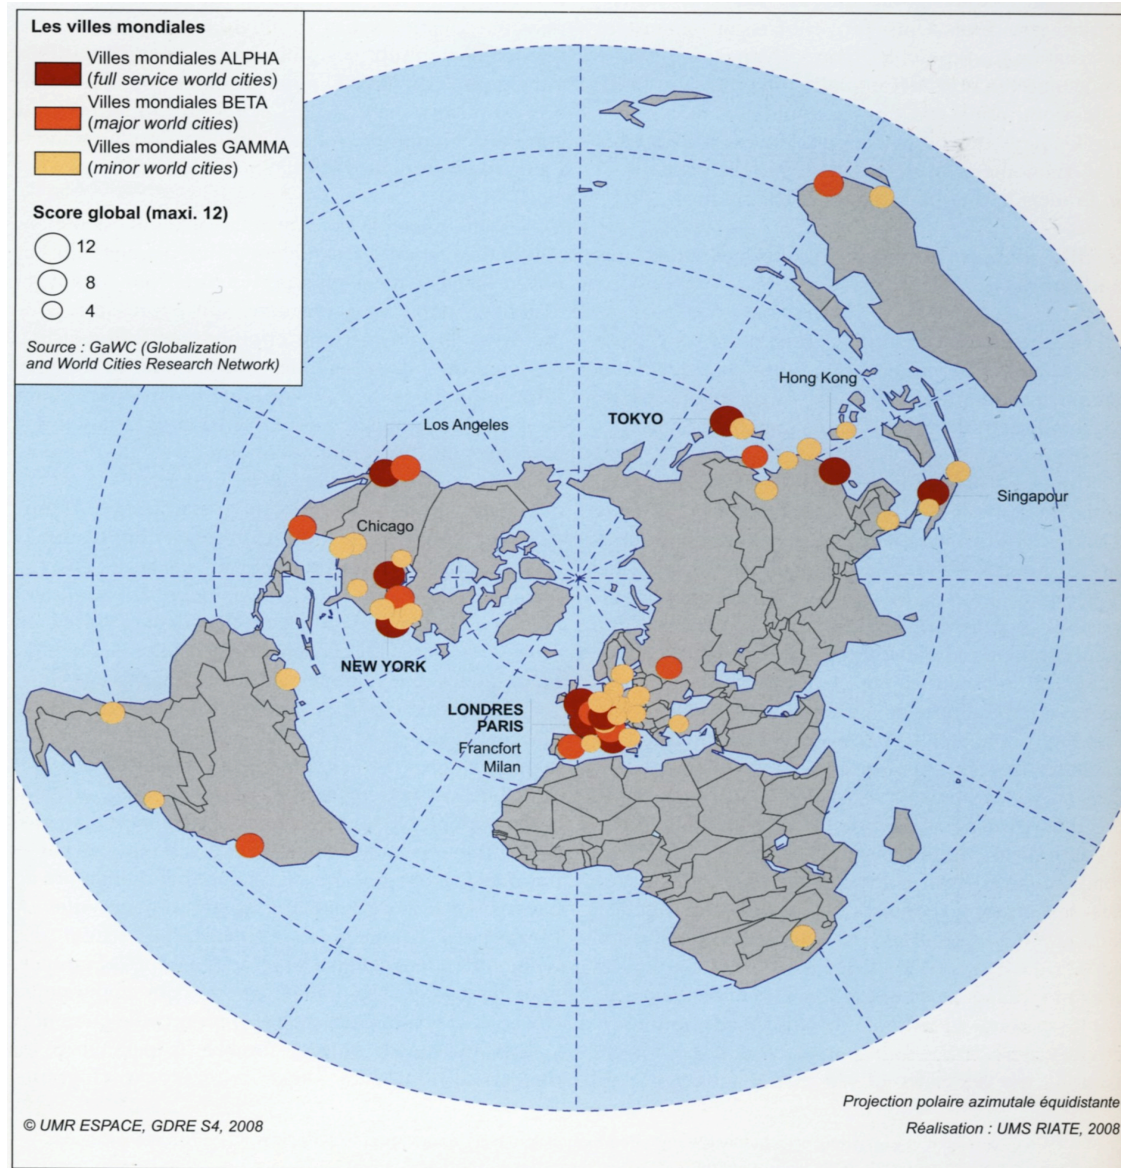 Les villes mondiales
Villes mondiales ALPHA
(full service world cities)
Villes mondiales BETA
(major world cities)
Villes mondiales GAMMA
(minor world cities)
Score global (maxi. 12)
12
8
4
Source : GaWC (Globalization
and World Cities Research Network)
Hong Kong
TOKYO
Los Angeles
Singapour
Chicago
NEW YORK
LONDRES
PARIS
Francfort
Milan
Projection polaire azimutale équidistante
© UMR ESPACE, GDRE S4, 2008
Réalisation : UMS RIATE, 2008